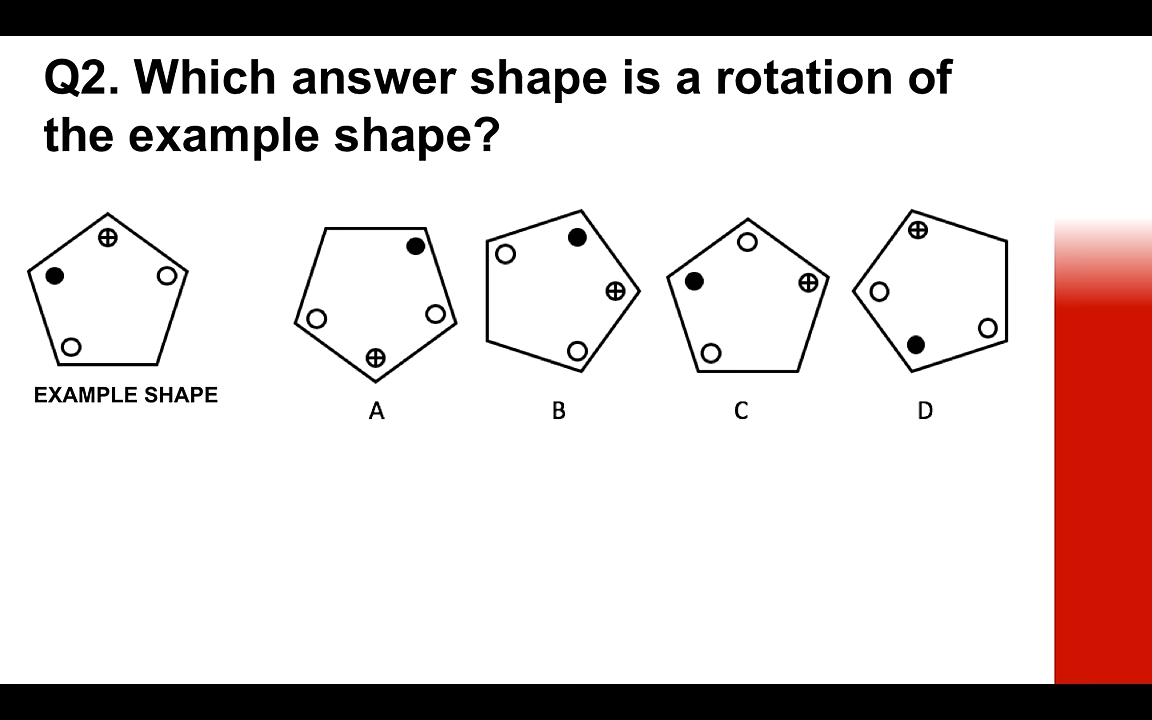 Q2. Which answer shape is a rotation of
the example shape?
EXAMPLE SHAPE
A
B
C
D